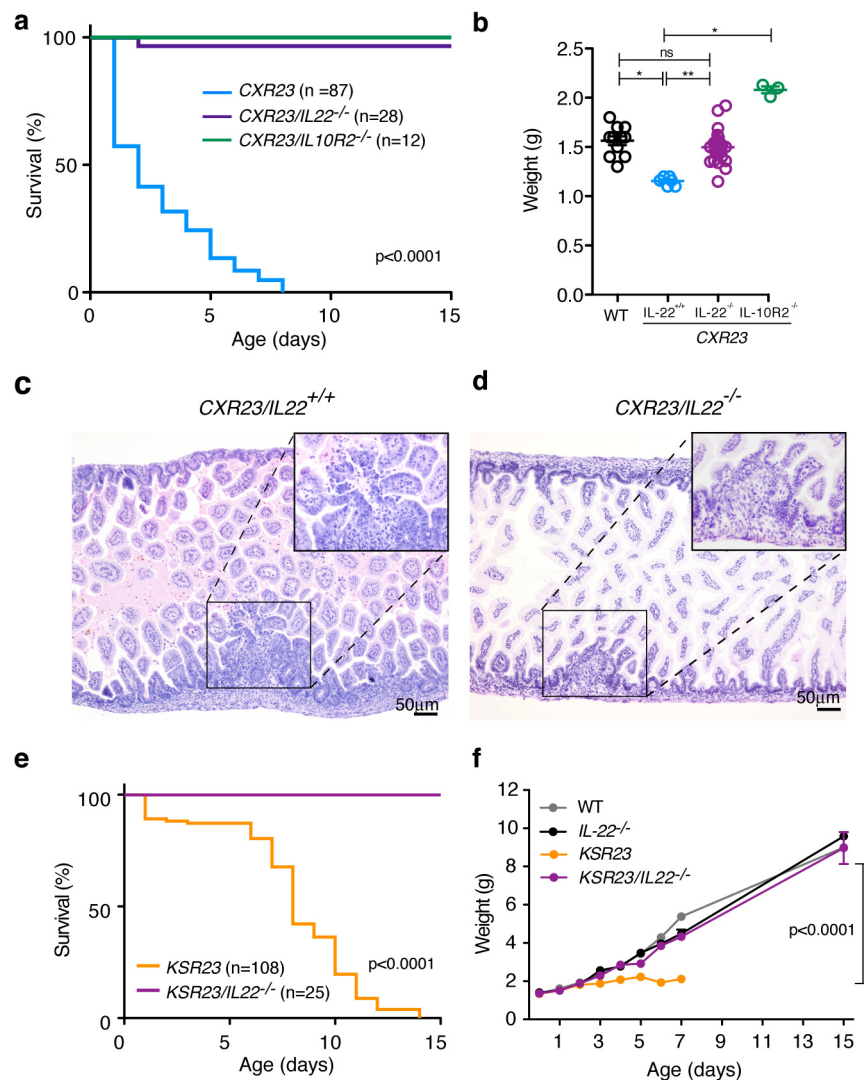 a
100
50
0
Survival (%)
CXR23 (n =87)
CXR23/IL22-/- (n=28)
CXR23/IL10R2-/- (n=12)
p<0.0001
0 5 10 15
Age (days)
b
*
ns
* **
2.5
2.0
1.5
1.0
0.5
0.0
Weight (g)
WT IL-22+/+ IL-22-/- IL-10R2-/-
CXR23
c
CXR23/IL22+/+
50μm
d
CXR23/IL22-/-
50μm
e
100
50
0
Survival (%)
KSR23 (n=108)
KSR23/IL22-/- (n=25)
p<0.0001
0 5 10 15
Age (days)
f
12
10
8
6
4
2
0
Weight (g)
WT
IL-22-/-
KSR23
KSR23/IL22-/-
p<0.0001
1 3 5 7 9 11 13 15
Age (days)